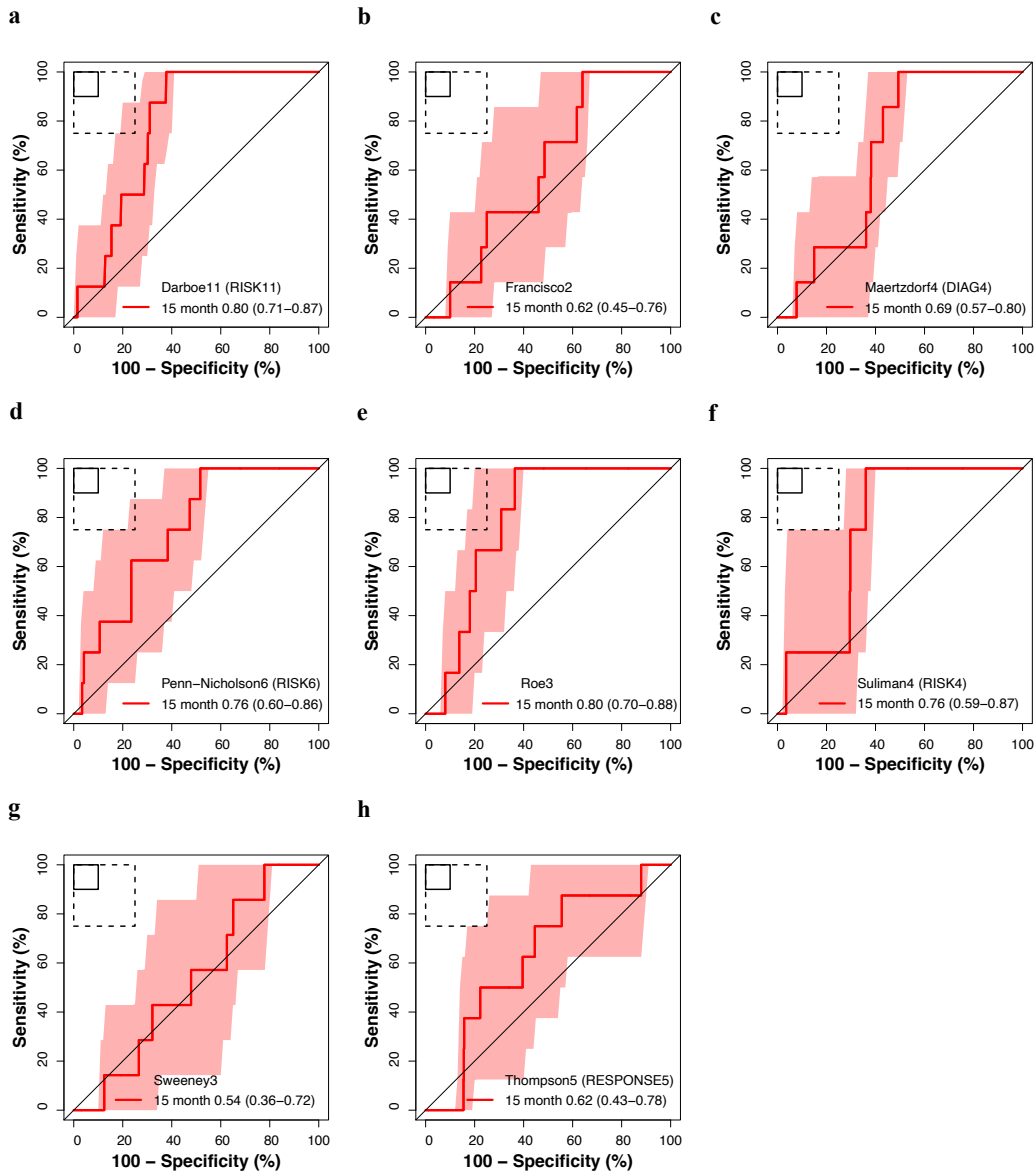 a
100
80
60
40
20
0
Sensitivity (%)
Darboe11 (RISK11)
15 month 0.80 (0.71−0.87)
0 20 40 60 80 100
100 − Specificity (%)
b
100
80
60
40
20
0
Sensitivity (%)
Francisco2
15 month 0.62 (0.45−0.76)
0 20 40 60 80 100
100 − Specificity (%)
c
100
80
60
40
20
0
Sensitivity (%)
Maertzdorf4 (DIAG4)
15 month 0.69 (0.57−0.80)
0 20 40 60 80 100
100 − Specificity (%)
d
100
80
60
40
20
0
Sensitivity (%)
Penn−Nicholson6 (RISK6)
15 month 0.76 (0.60−0.86)
0 20 40 60 80 100
100 − Specificity (%)
e
100
80
60
40
20
0
Sensitivity (%)
Roe3
15 month 0.80 (0.70−0.88)
0 20 40 60 80 100
100 − Specificity (%)
f
100
80
60
40
20
0
Sensitivity (%)
Suliman4 (RISK4)
15 month 0.76 (0.59−0.87)
0 20 40 60 80 100
100 − Specificity (%)
g
100
80
60
40
20
0
Sensitivity (%)
Sweeney3
15 month 0.54 (0.36−0.72)
0 20 40 60 80 100
100 − Specificity (%)
h
100
80
60
40
20
0
Sensitivity (%)
Thompson5 (RESPONSE5)
15 month 0.62 (0.43−0.78)
0 20 40 60 80 100
100 − Specificity (%)